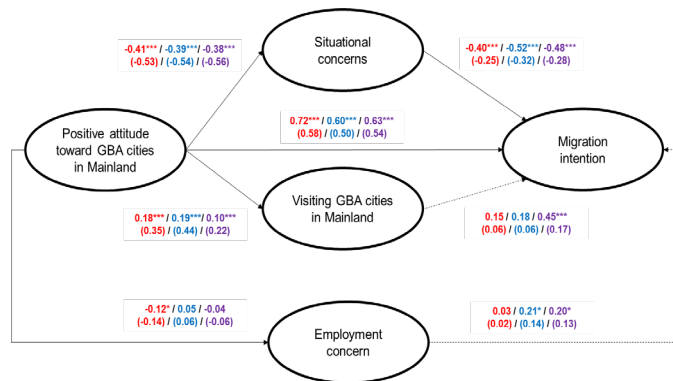 -0.41*** / -0.39***/ -0.38***
(-0.53) / (-0.54) / (-0.56)
Situational
concerns
-0.40*** / -0.52***/ -0.48***
(-0.25) / (-0.32) / (-0.28)
Positive attitude
toward GBA cities
in Mainland
0.72*** / 0.60***/ 0.63***
(0.58) / (0.50) / (0.54)
Migration
intention
Visiting GBA cities
in Mainland
0.18*** / 0.19***/ 0.10***
(0.35) / (0.44) / (0.22)
0.15 / 0.18 / 0.45***
(0.06) / (0.06) / (0.17)
-0.12* / 0.05 / -0.04
(-0.14) / (0.06) / (-0.06)
Employment
concern
0.03 / 0.21* / 0.20*
(0.02) / (0.14) / (0.13)